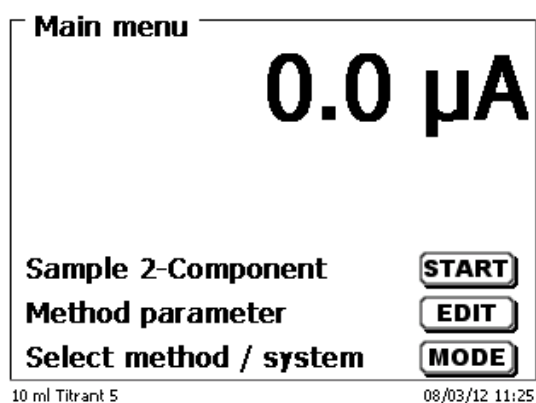 Main menu
0.0 µA
Sample 2-Component START
Method parameter EDIT
Select method / system MODE
10 ml Titrant 5 08/03/12 11:25